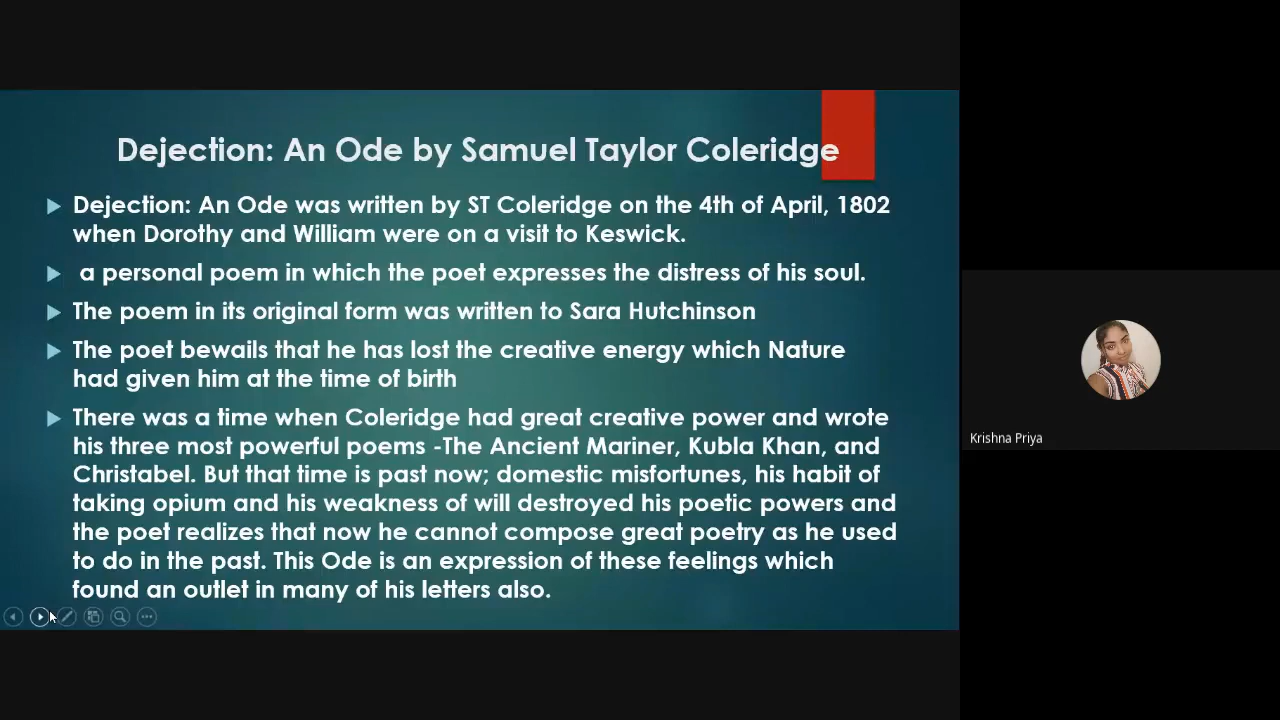 Dejection: An Ode by Samuel Taylor Coleridge
Dejection: An Ode was written by ST Coleridge on the 4th of April, 1802
when Dorothy and William were on a visit to Keswick.
a personal poem in which the poet expresses the distress of his soul.
The poem in its original form was written to Sara Hutchinson
The poet bewails that he has lost the creative energy which Nature
had given him at the time of birth
There was a time when Coleridge had great creative power and wrote
his three most powerful poems -The Ancient Mariner, Kubla Khan, and
Christabel. But that time is past now; domestic misfortunes, his habit of
taking opium and his weakness of will destroyed his poetic powers and
the poet realizes that now he cannot compose great poetry as he used
to do in the past. This Ode is an expression of these feelings which
found an outlet in many of his letters also.
Krishna Priya